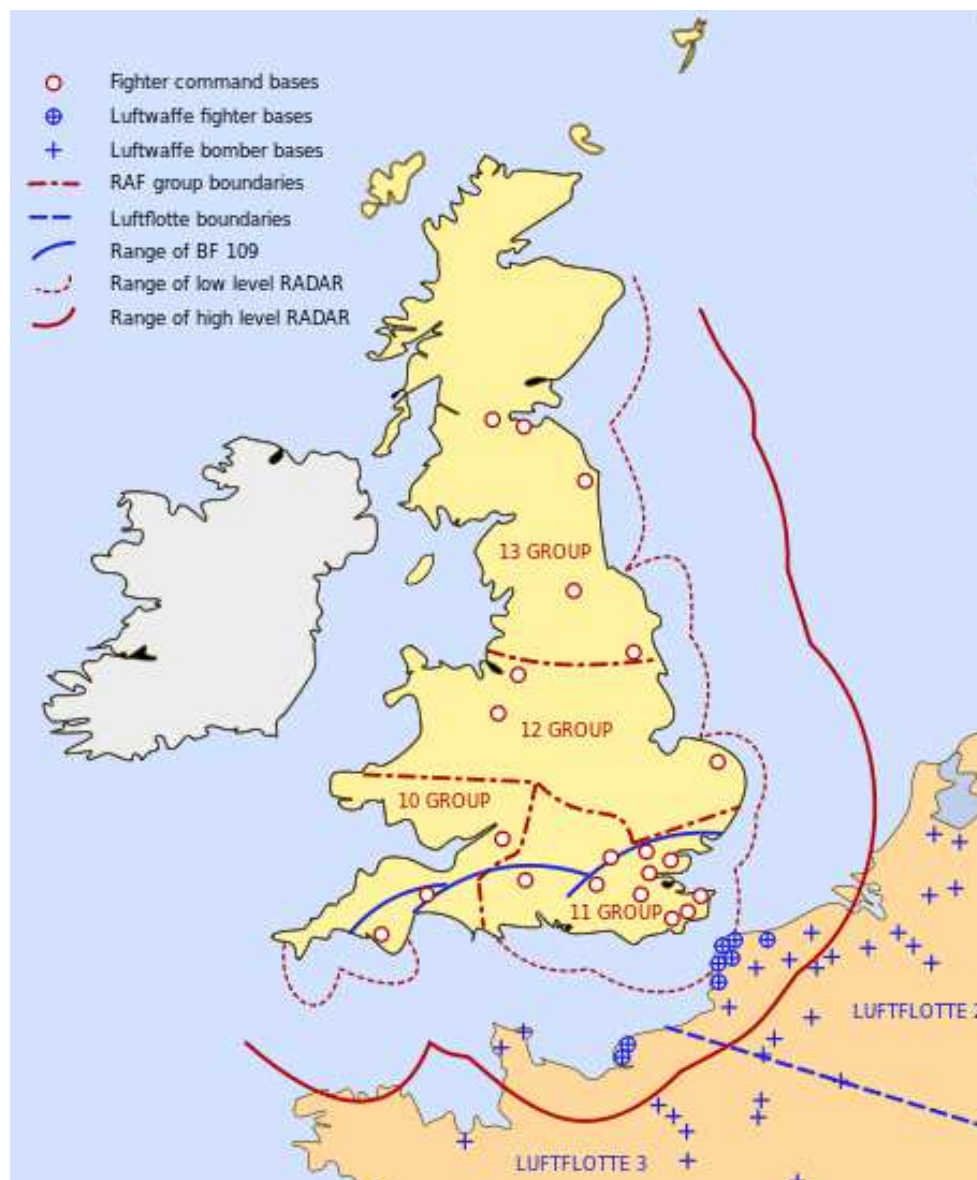 Fighter command bases
Luftwaffe fighter bases
Luftwaffe bomber bases
RAF group boundaries
Luftflotte boundaries
Range of BF 109
Range of low level RADAR
Range of high level RADAR
13 GROUP
12 GROUP
10 GROUP
11 GROUP
LUFTFLOTTE 2
LUFTFLOTTE 3